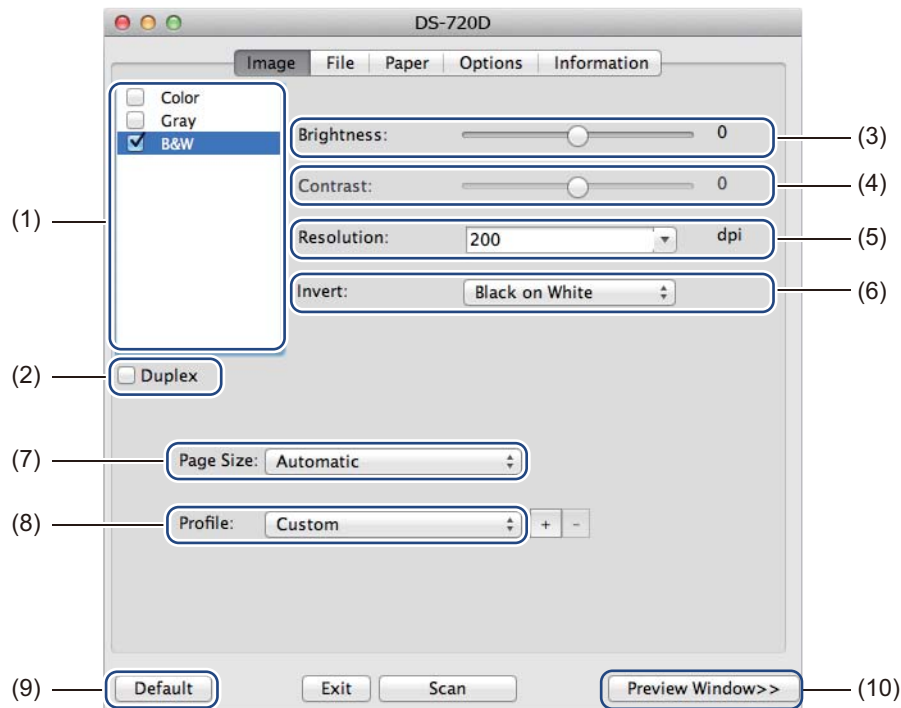 DS-720D
Image File Paper Options Information
Color
Gray
B&W
(1)
Brightness: 0 (3)
Contrast: 0 (4)
Resolution: 200 dpi (5)
Invert: Black on White (6)
(2) Duplex
(7) Page Size: Automatic
(8) Profile: Custom + -
(9) Default Exit Scan Preview Window>> (10)